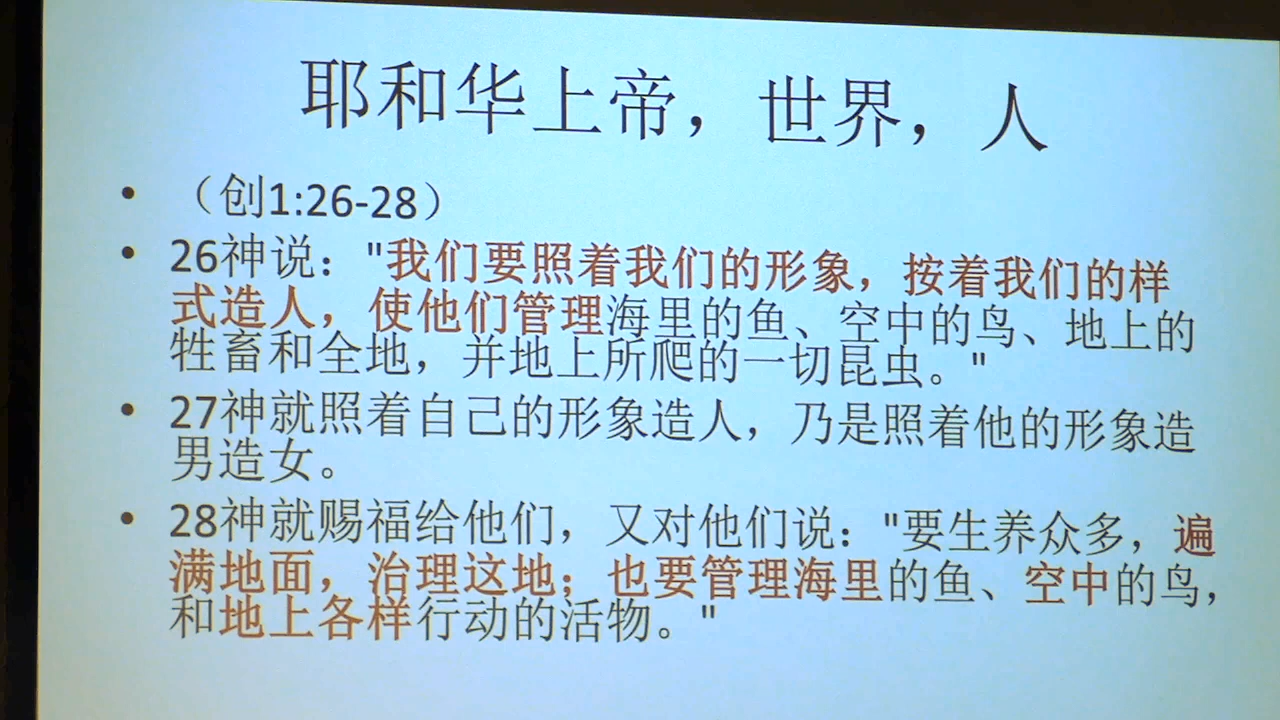 耶和华上帝，世界，人
• （创1:26-28）
• 26神说："我们要照着我们的形象，按着我们的样
式造人，使他们管理海里的鱼、空中的鸟、地上的
牲畜和全地，并地上所爬的一切昆虫。"
• 27神就照着自己的形象造人，乃是照着他的形象造
男造女。
• 28神就赐福给他们，又对他们说："要生养众多，遍
满地面，治理这地；也要管理海里的鱼、空中的鸟，
和地上各样行动的活物。"